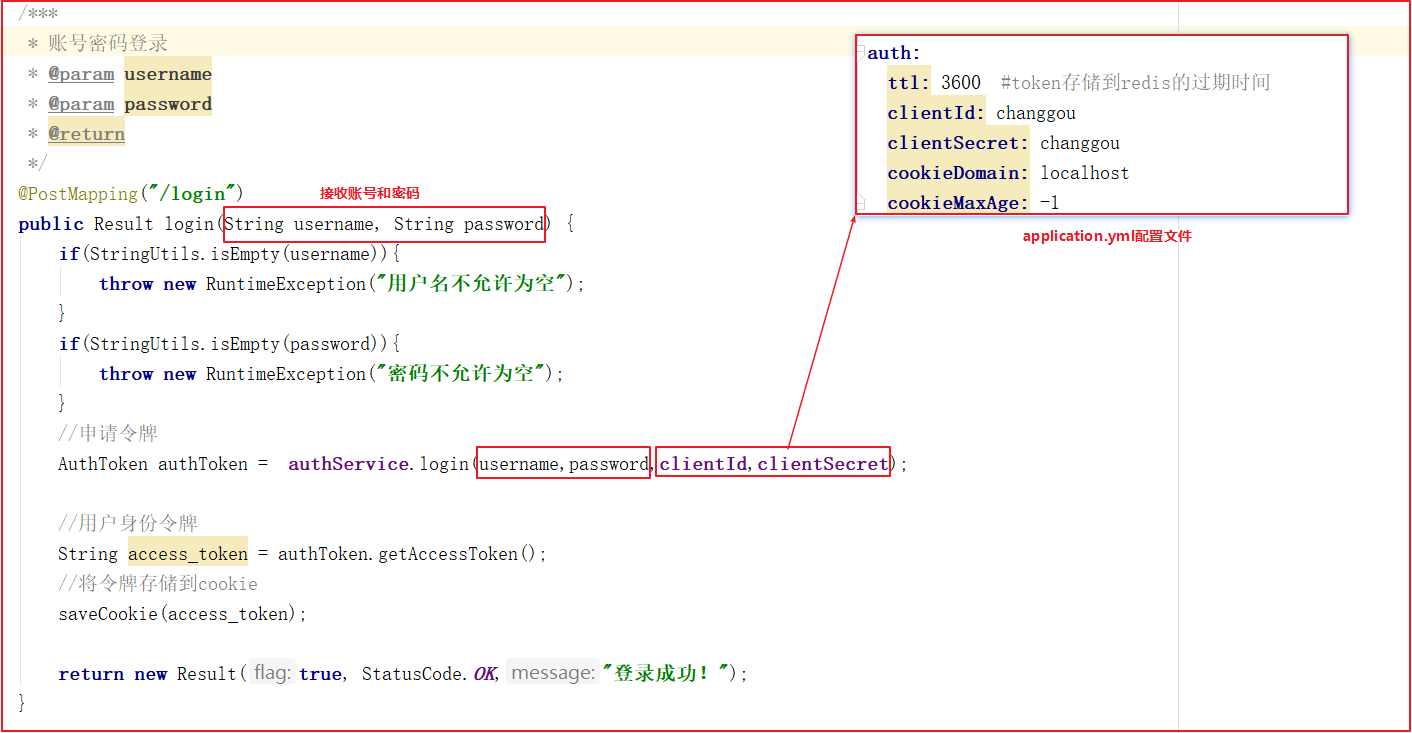 /***
* 账号密码登录
* @param username
* @param password
* @return
*/
@PostMapping("/login")
接收账号和密码
public Result login(String username, String password) {
if(StringUtils.isEmpty(username)){
throw new RuntimeException("用户名不允许为空");
}
if(StringUtils.isEmpty(password)){
throw new RuntimeException("密码不允许为空");
}
//申请令牌
AuthToken authToken = authService.login(username,password,clientId,clientSecret);
//用户身份令牌
String access_token = authToken.getAccessToken();
//将令牌存储到cookie
saveCookie(access_token);
return new Result( flag: true, StatusCode.OK, message: "登录成功！");
}
auth:
ttl: 3600 #token存储到redis的过期时间
clientId: changgou
clientSecret: changgou
cookieDomain: localhost
cookieMaxAge: -1
application.yml配置文件